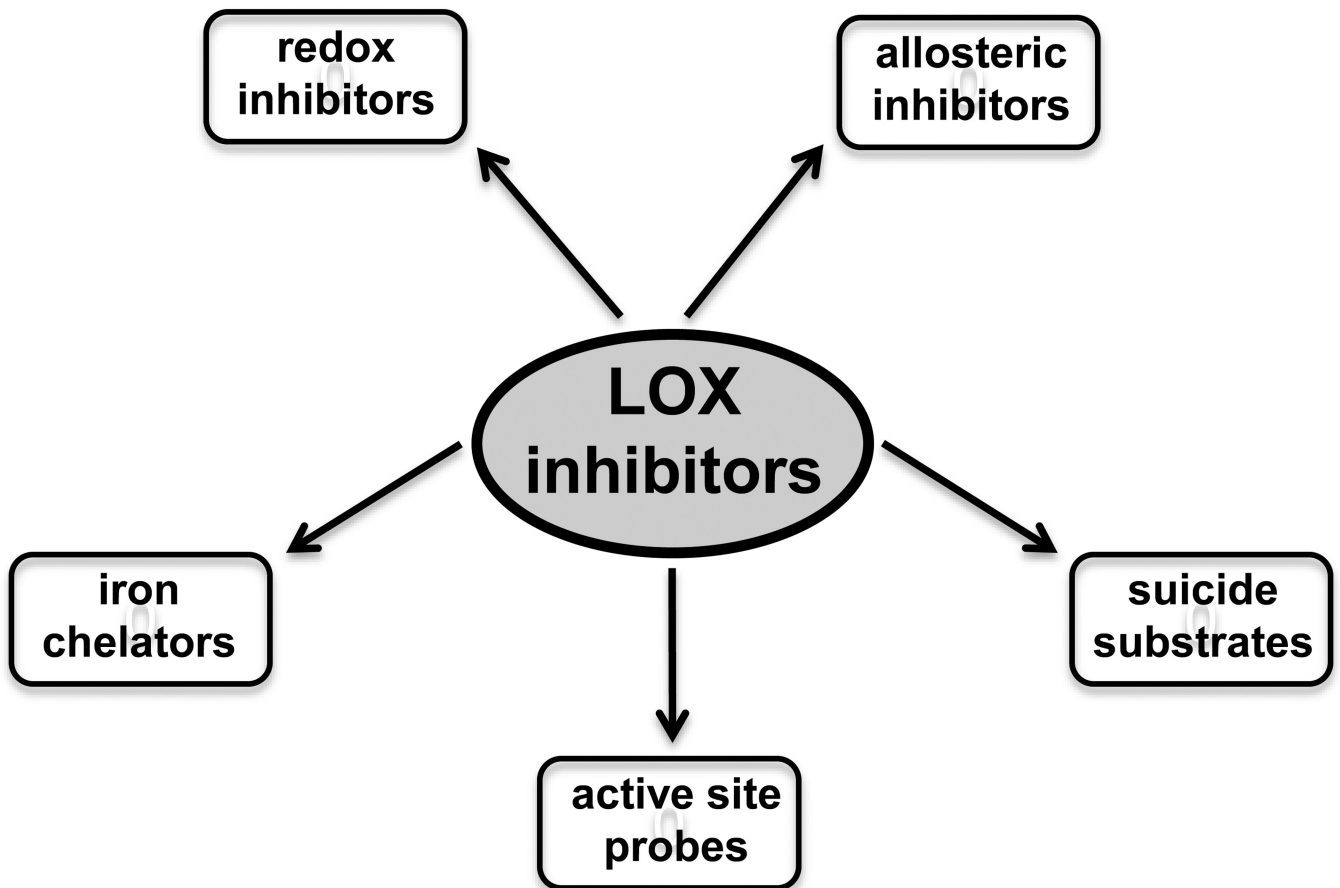 redox
inhibitors
allosteric
inhibitors
LOX
inhibitors
iron
chelators
suicide
substrates
active site
probes